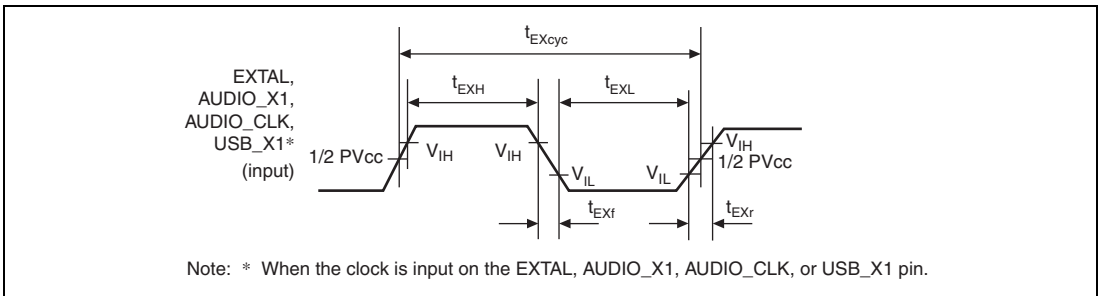 tEXcyc
EXTAL,
AUDIO_X1,
AUDIO_CLK,
USB_X1*
(input)
tEXH
tEXL
1/2 PVcc
VIH
VIH
VIL
VIL
VIH
1/2 PVcc
tEXf
tEXr
Note: * When the clock is input on the EXTAL, AUDIO_X1, AUDIO_CLK, or USB_X1 pin.